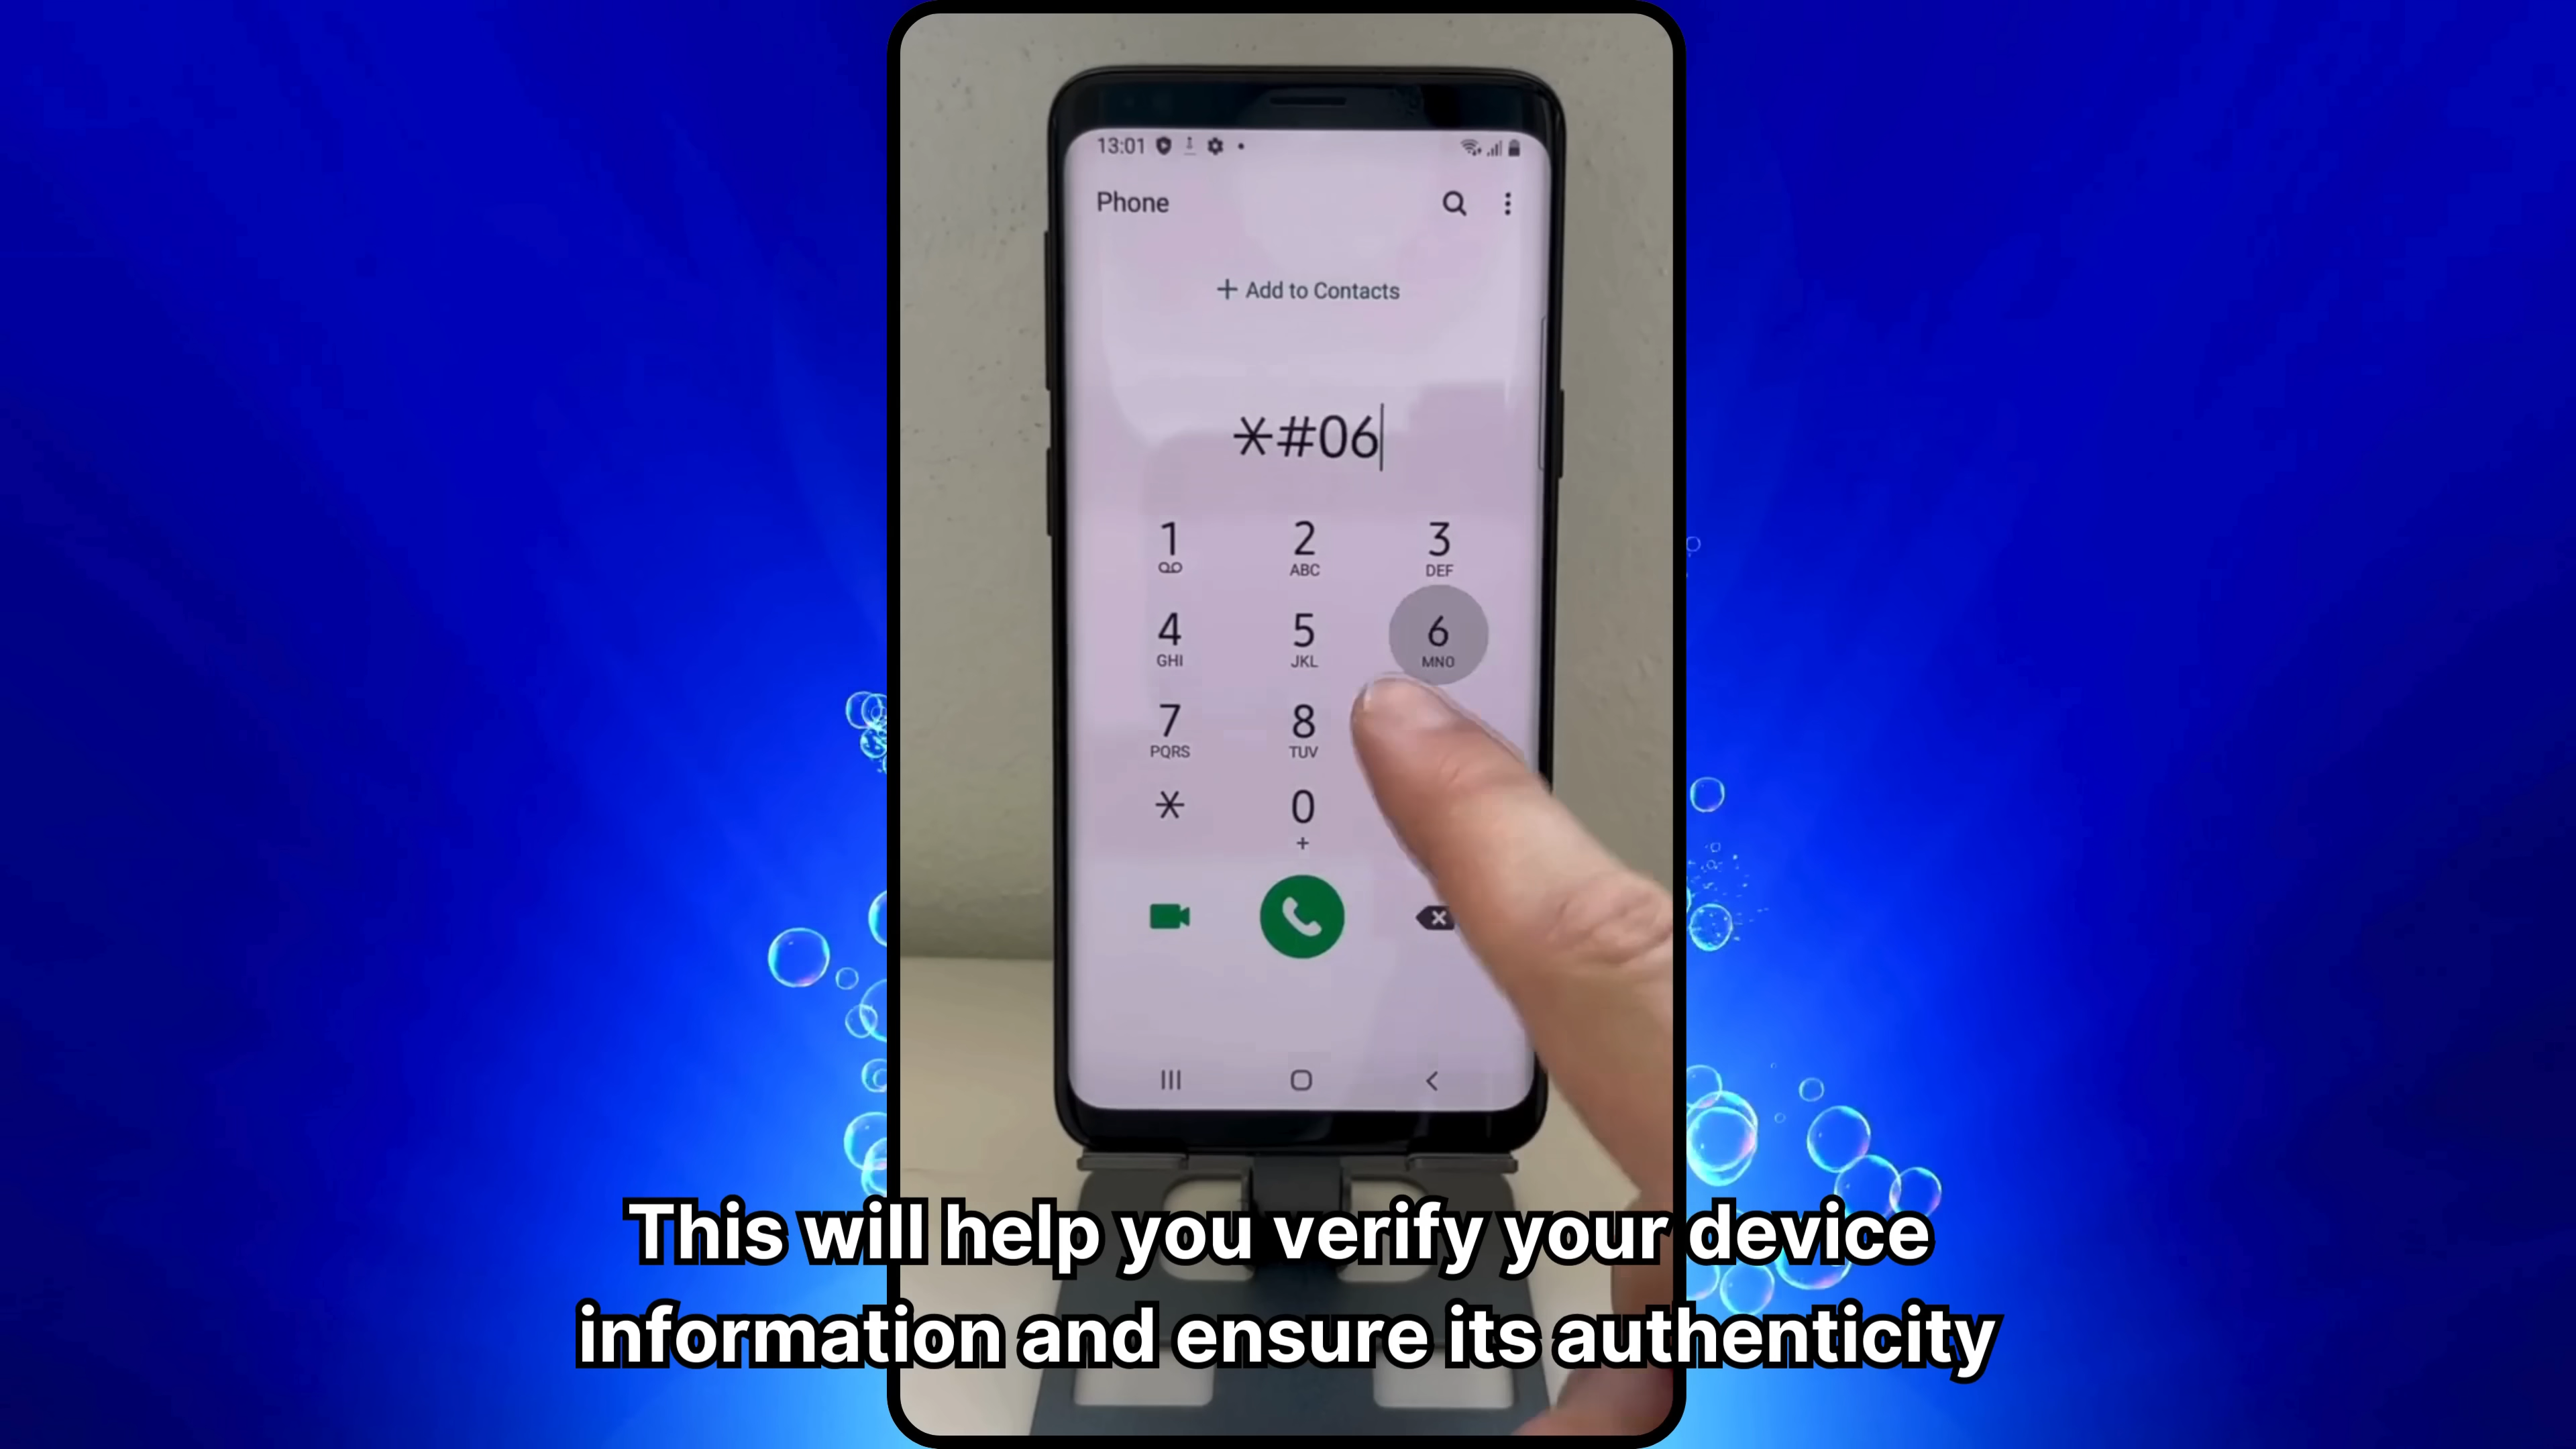 13:01
Phone
+ Add to Contacts
*#06
1 2 ABC 3 DEF
4 GHI 5 JKL 6 MNO
7 PQRS 8 TUV
* 0 +
This will help you verify your device
information and ensure its authenticity